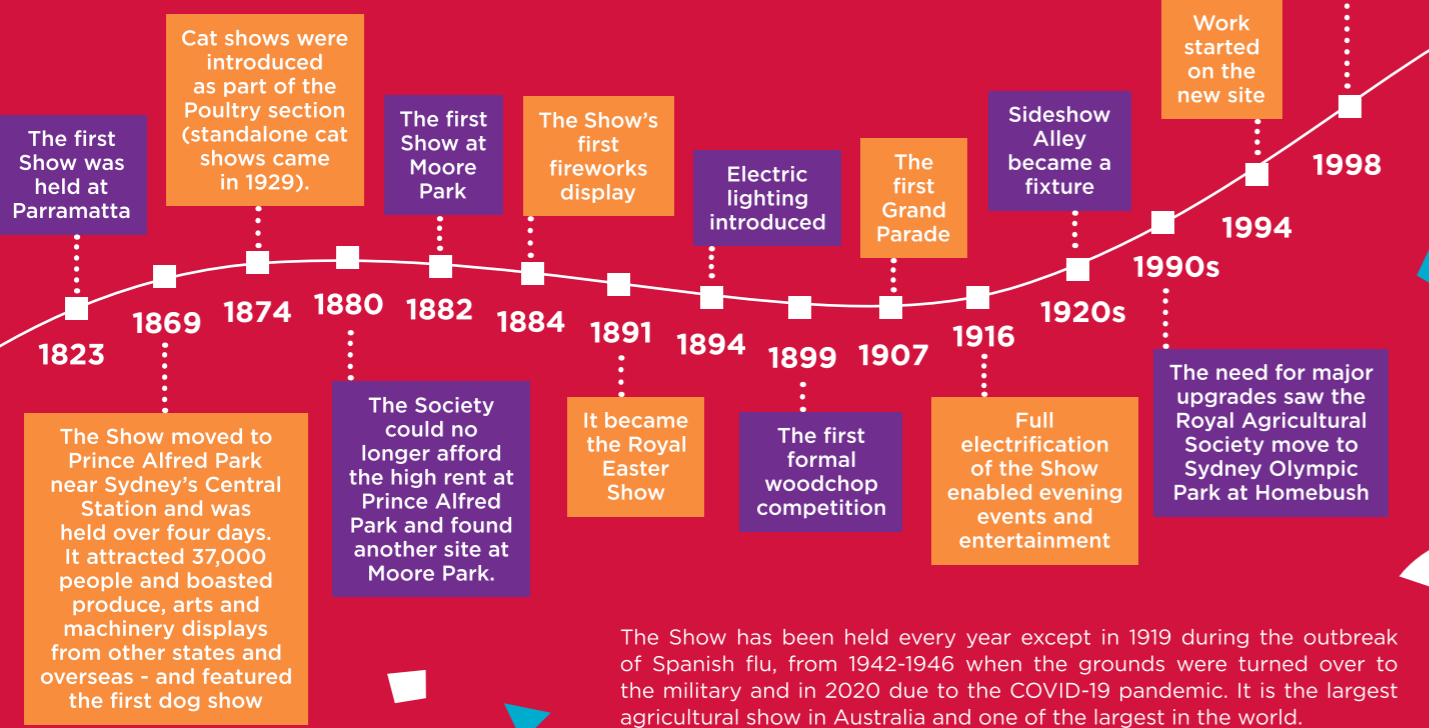 The first
Show was
held at
Parramatta
1823
1869
The Show moved to
Prince Alfred Park
near Sydney's Central
Station and was
held over four days.
It attracted 37,000
people and boasted
produce, arts and
machinery displays
from other states and
overseas - and featured
the first dog show
Cat shows were
introduced
as part of the
Poultry section
(standalone cat
shows came
in 1929).
1874
1880
The Society
could no
longer afford
the high rent at
Prince Alfred
Park and found
another site at
Moore Park.
The first
Show at
Moore
Park
1882
The Show's
first
fireworks
display
1884
1891
It became
the Royal
Easter
Show
Electric
lighting
introduced
1894
1899
The first
formal
woodchop
competition
The
first
Grand
Parade
1907
1916
Full
electrification
of the Show
enabled evening
events and
entertainment
Sideshow
Alley
became a
fixture
1920s
1990s
The need for major
upgrades saw the
Royal Agricultural
Society move to
Sydney Olympic
Park at Homebush
Work
started
on the
new site
1994
1998
The Show has been held every year except in 1919 during the outbreak
of Spanish flu, from 1942-1946 when the grounds were turned over to
the military and in 2020 due to the COVID-19 pandemic. It is the largest
agricultural show in Australia and one of the largest in the world.